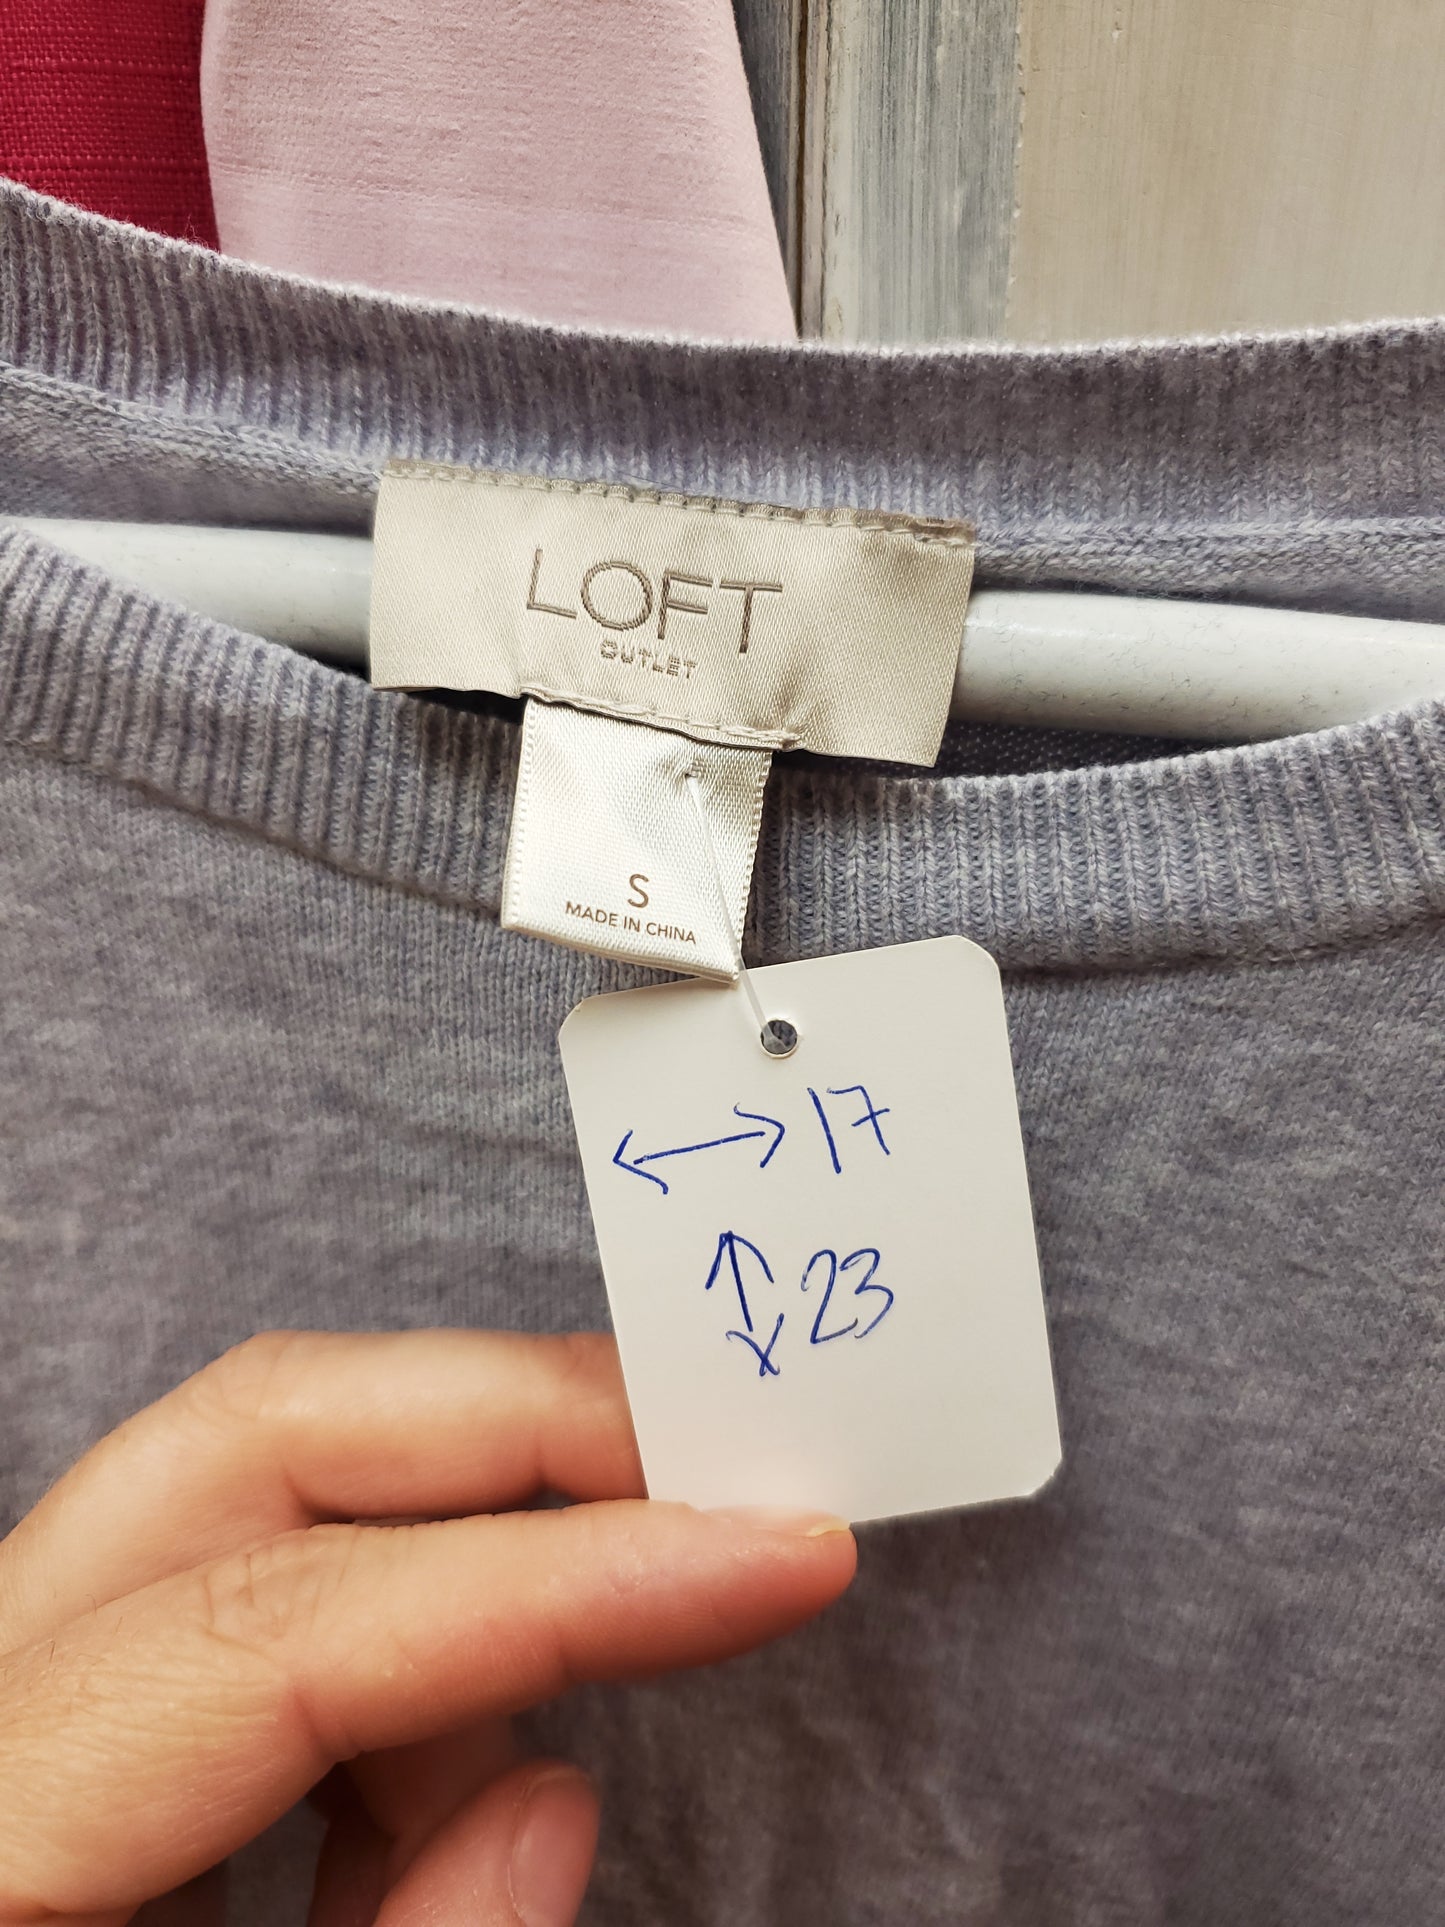 LOFT
OUTLET
S
MADE IN CHINA
↔ 17
↕ 23